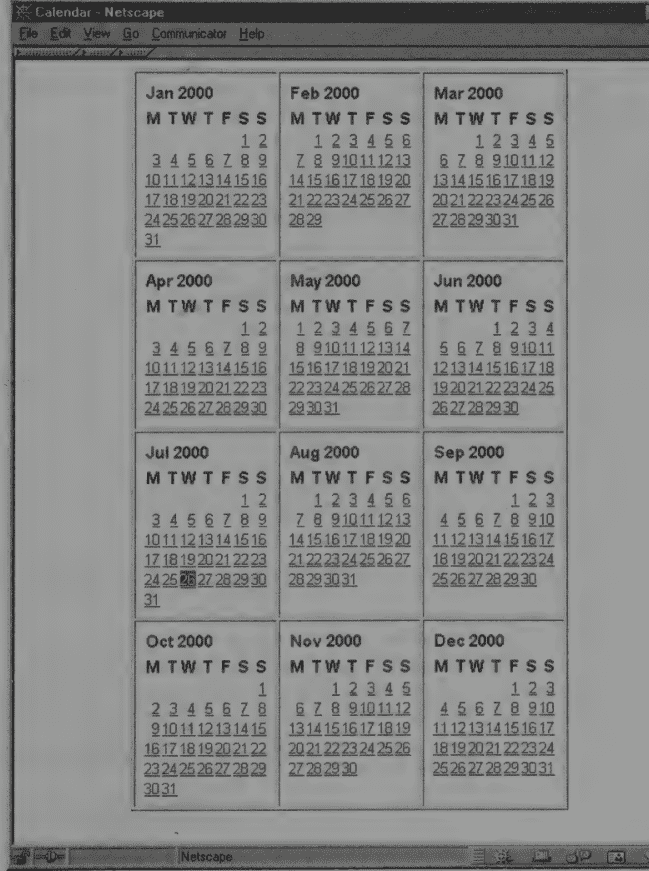 Calendar - Netscape
File Edit View Go Communicator Help
Jan 2000
M T W T F S S
1 2
3 4 5 6 7 8 9
10 11 12 13 14 15 16
17 18 19 20 21 22 23
24 25 26 27 28 29 30
31
Feb 2000
M T W T F S S
1 2 3 4 5 6
7 8 9 10 11 12 13
14 15 16 17 18 19 20
21 22 23 24 25 26 27
28 29
Mar 2000
M T W T F S S
1 2 3 4 5
6 7 8 9 10 11 12
13 14 15 16 17 18 19
20 21 22 23 24 25 26
27 28 29 30 31
Apr 2000
M T W T F S S
1 2
3 4 5 6 7 8 9
10 11 12 13 14 15 16
17 18 19 20 21 22 23
24 25 26 27 28 29 30
May 2000
M T W T F S S
1 2 3 4 5 6 7
8 9 10 11 12 13 14
15 16 17 18 19 20 21
22 23 24 25 26 27 28
29 30 31
Jun 2000
M T W T F S S
1 2 3 4
5 6 7 8 9 10 11
12 13 14 15 16 17 18
19 20 21 22 23 24 25
26 27 28 29 30
Jul 2000
M T W T F S S
1 2
3 4 5 6 7 8 9
10 11 12 13 14 15 16
17 18 19 20 21 22 23
24 25 26 27 28 29 30
31
Aug 2000
M T W T F S S
1 2 3 4 5 6
7 8 9 10 11 12 13
14 15 16 17 18 19 20
21 22 23 24 25 26 27
28 29 30 31
Sep 2000
M T W T F S S
1 2 3
4 5 6 7 8 9 10
11 12 13 14 15 16 17
18 19 20 21 22 23 24
25 26 27 28 29 30
Oct 2000
M T W T F S S
1
2 3 4 5 6 7 8
9 10 11 12 13 14 15
16 17 18 19 20 21 22
23 24 25 26 27 28 29
30 31
Nov 2000
M T W T F S S
1 2 3 4 5
6 7 8 9 10 11 12
13 14 15 16 17 18 19
20 21 22 23 24 25 26
27 28 29 30
Dec 2000
M T W T F S S
1 2 3
4 5 6 7 8 9 10
11 12 13 14 15 16 17
18 19 20 21 22 23 24
25 26 27 28 29 30 31
Netscape